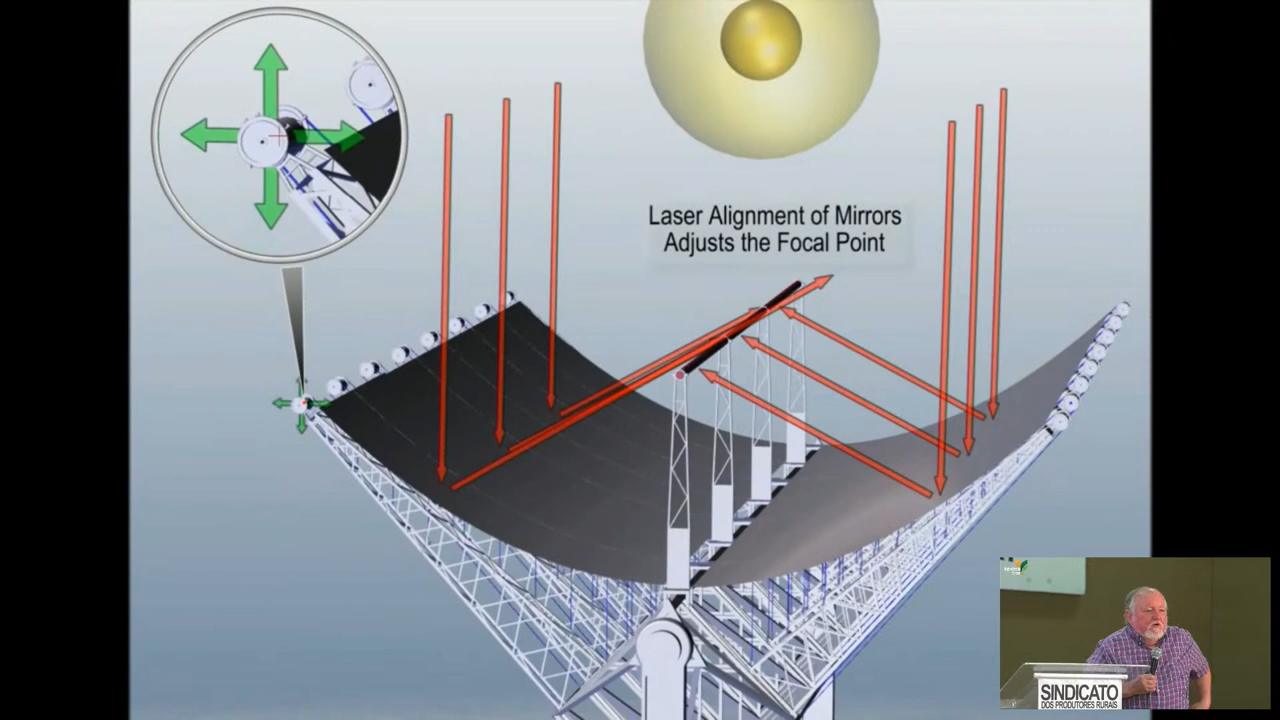 Laser Alignment of Mirrors
Adjusts the Focal Point
SINDICATO
DOS PRODUTORES RURAIS